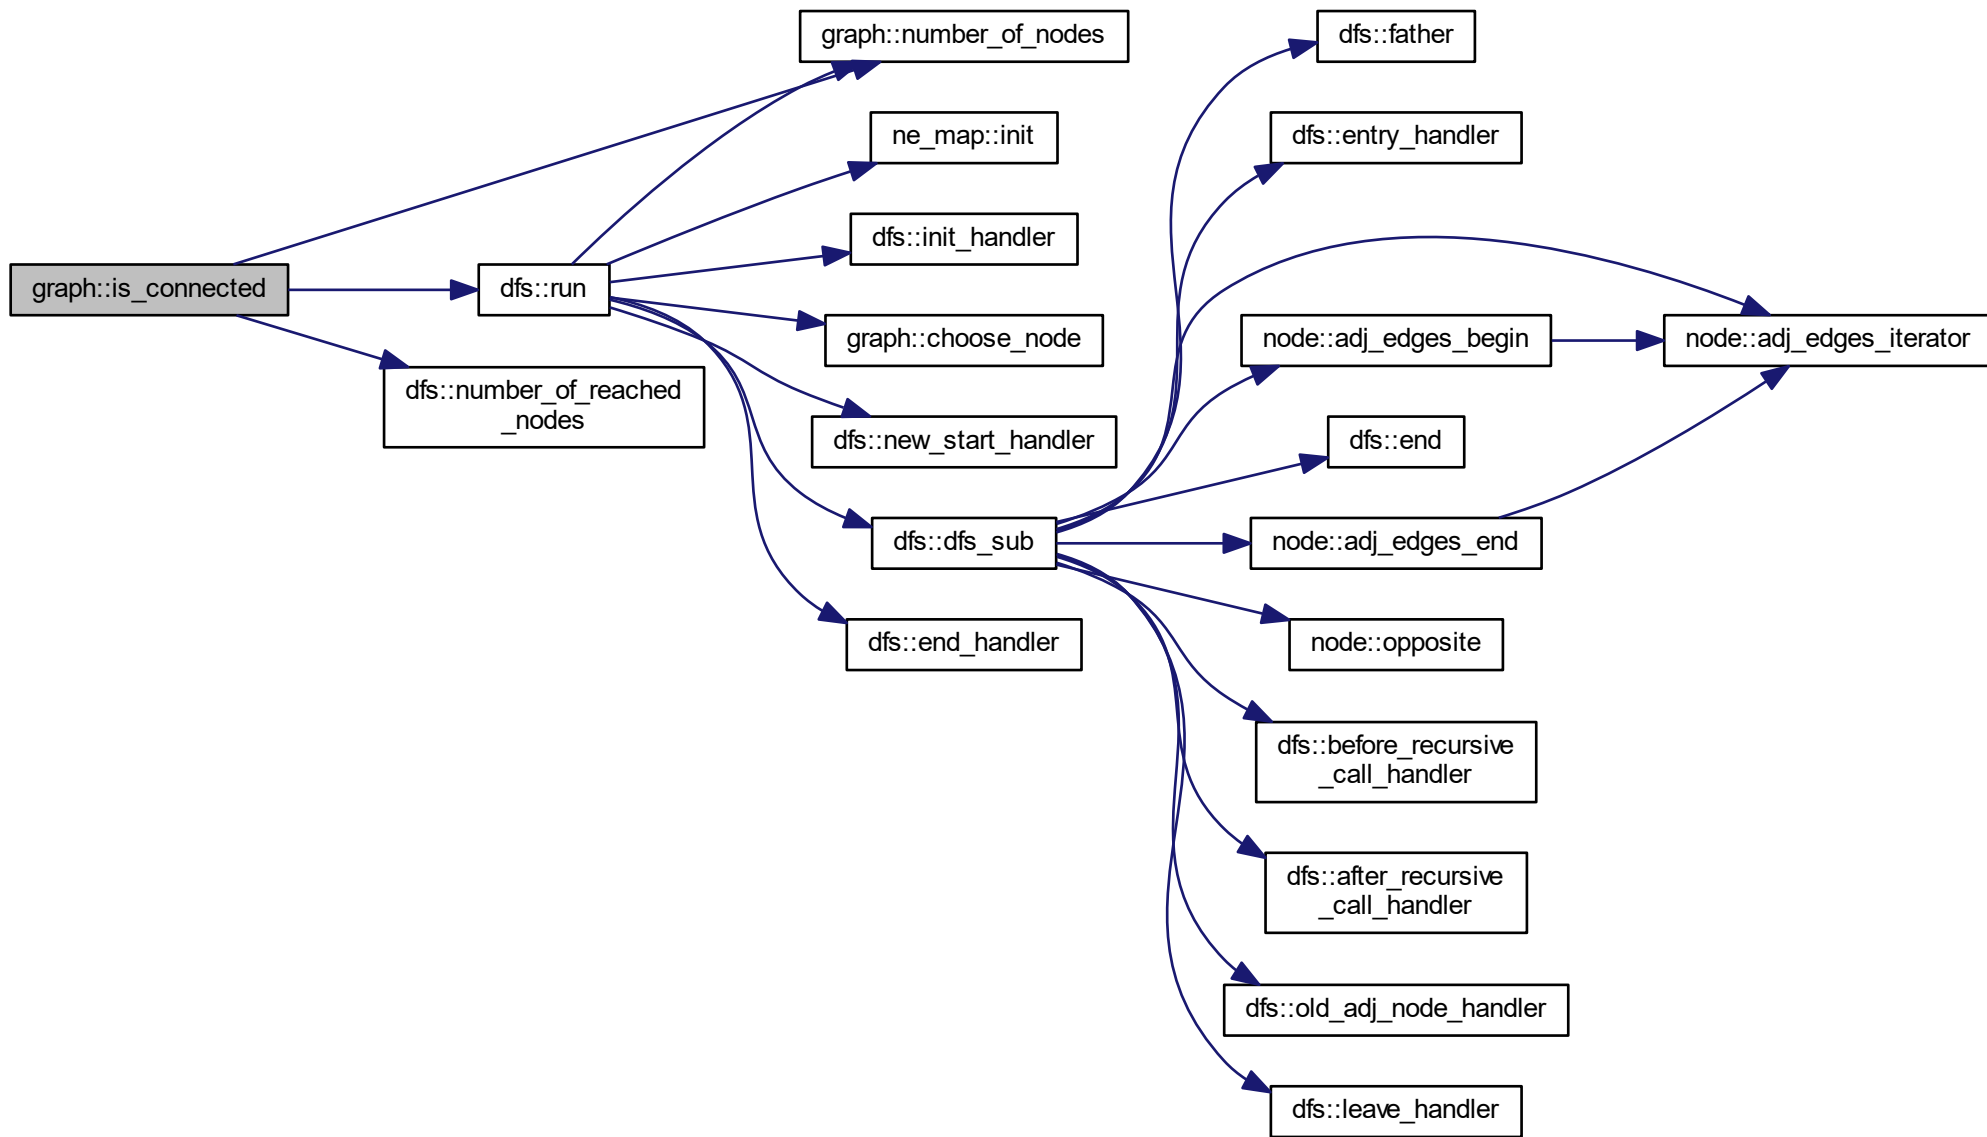 graph::is_connected
dfs::run
dfs::number_of_reached
_nodes
graph::number_of_nodes
ne_map::init
dfs::init_handler
graph::choose_node
dfs::new_start_handler
dfs::dfs_sub
dfs::end_handler
dfs::father
dfs::entry_handler
node::adj_edges_begin
dfs::end
node::adj_edges_end
node::opposite
dfs::before_recursive
_call_handler
dfs::after_recursive
_call_handler
dfs::old_adj_node_handler
dfs::leave_handler
node::adj_edges_iterator